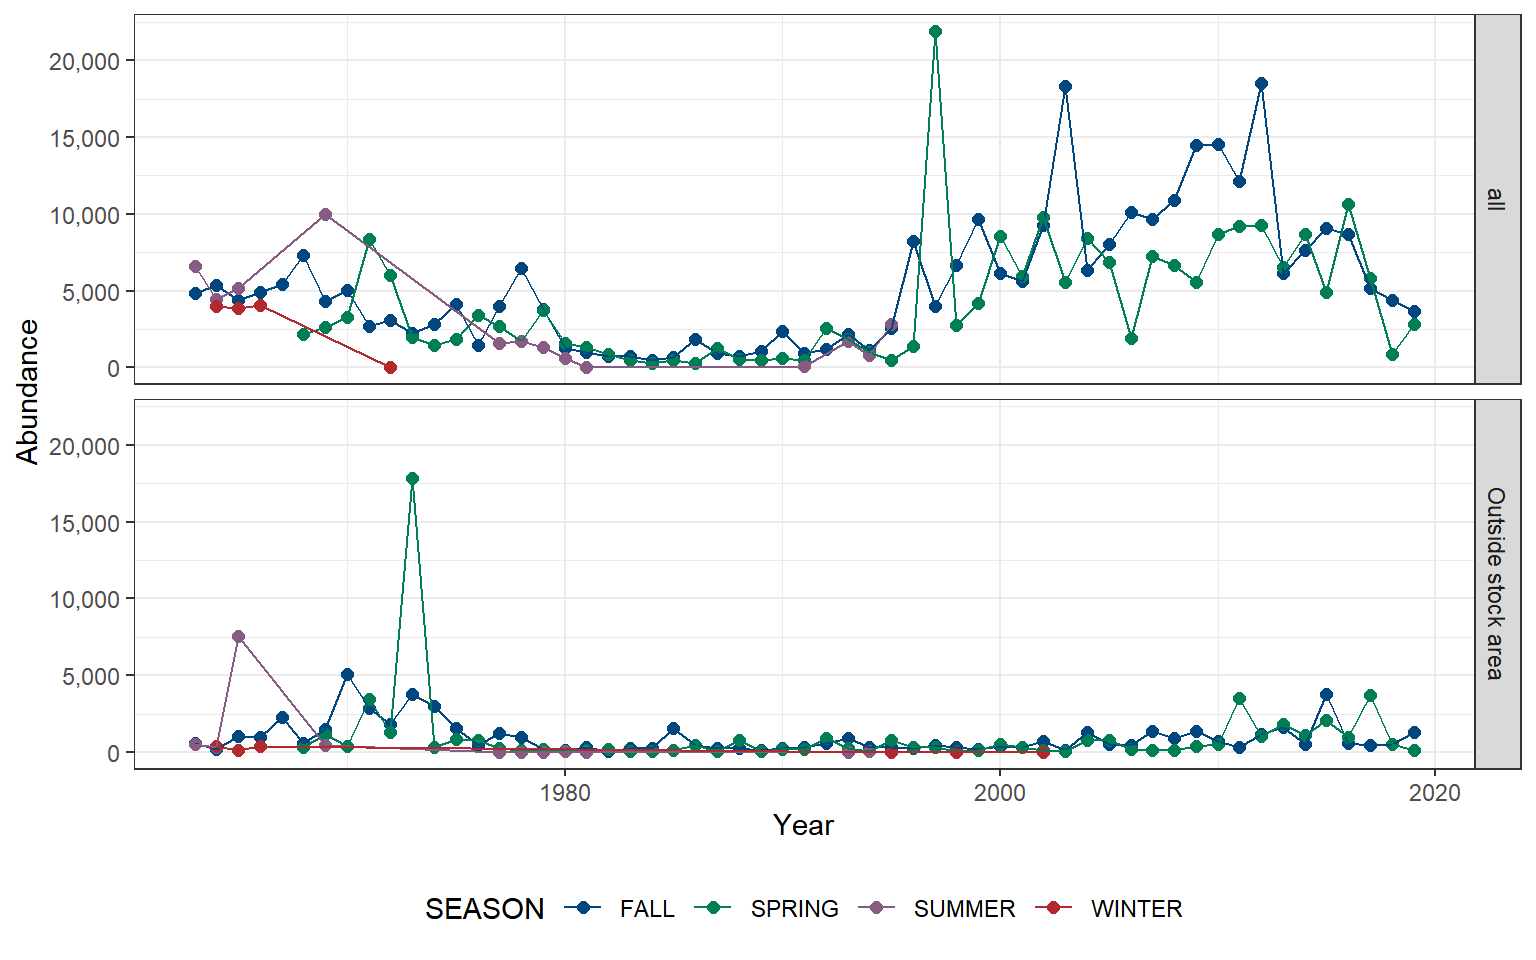 20,000
15,000
10,000
5,000
0
all
20,000
15,000
10,000
5,000
0
Outside stock area
Abundance
1980
2000
2020
Year
SEASON FALL SPRING SUMMER WINTER